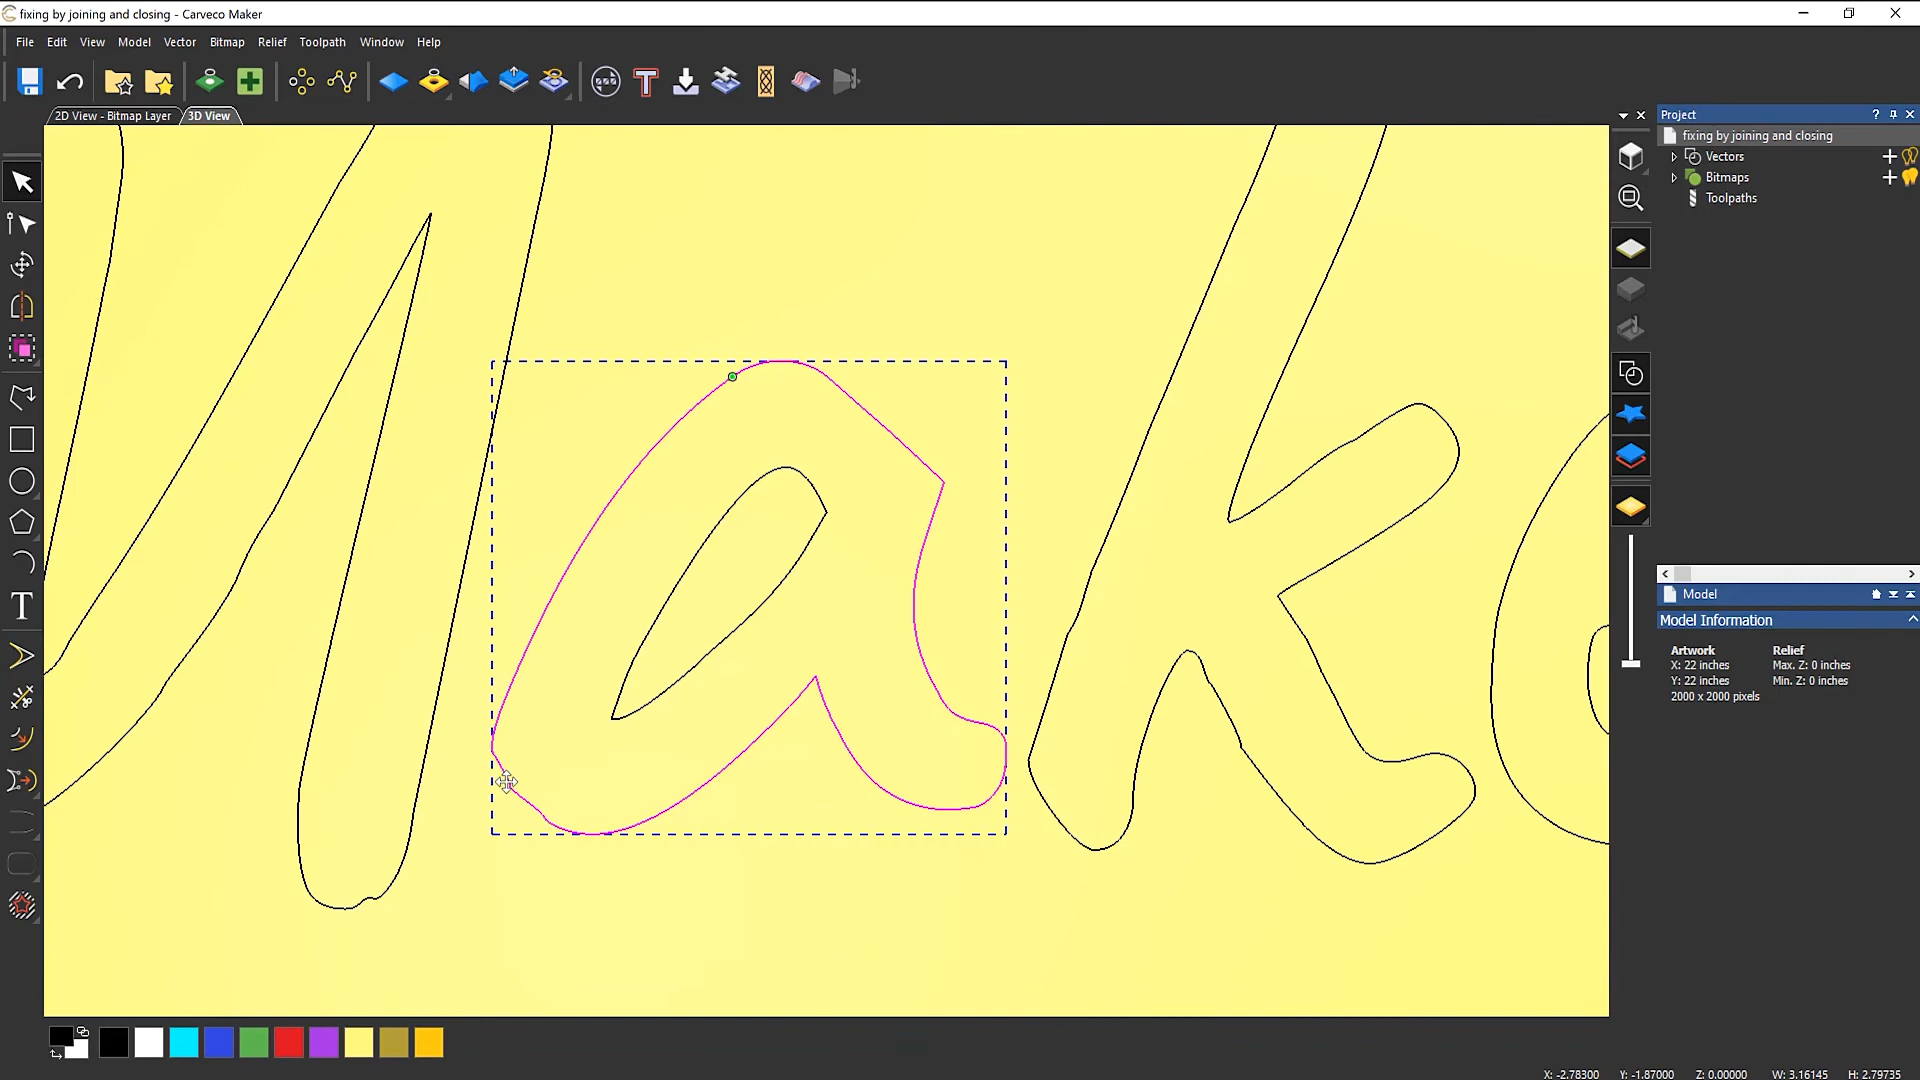 fixing by joining and closing - Carveco Maker
File Edit View Model Vector Bitmap Relief Toolpath Window Help
2D View - Bitmap Layer 3D View
Project
fixing by joining and closing
Vectors
Bitmaps
Toolpaths
Model
Model Information
Artwork Relief
X: 22 inches Max. Z: 0 inches
Y: 22 inches Min. Z: 0 inches
2000 x 2000 pixels
ak
X: -2.78300 Y: -1.87000 Z: 0.00000 W: 3.16145 H: 2.79735